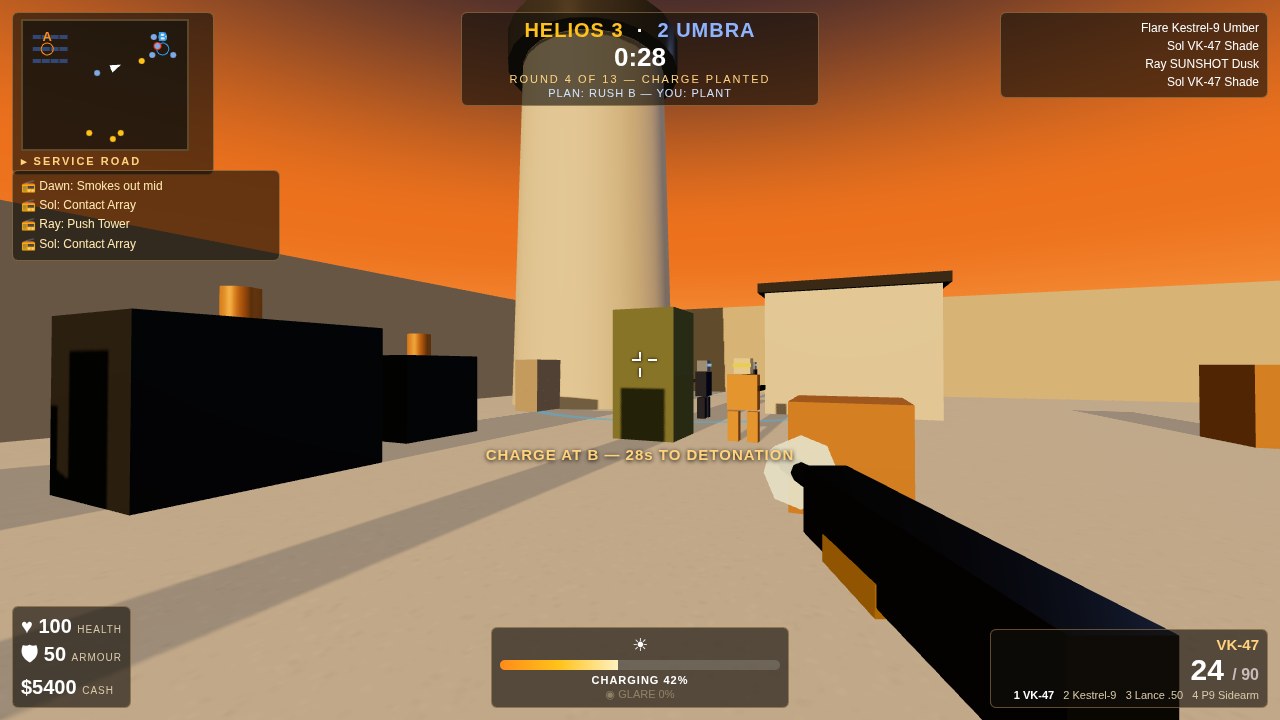 A
B
▸ SERVICE ROAD
📻 Dawn: Smokes out mid
📻 Sol: Contact Array
📻 Ray: Push Tower
📻 Sol: Contact Array
HELIOS 3 · 2 UMBRA
0:28
ROUND 4 OF 13 — CHARGE PLANTED
PLAN: RUSH B — YOU: PLANT
Flare Kestrel-9 Umber
Sol VK-47 Shade
Ray SUNSHOT Dusk
Sol VK-47 Shade
CHARGE AT B — 28s TO DETONATION
♥ 100 HEALTH
50 ARMOUR
$5400 CASH
☀
CHARGING 42%
◉ GLARE 0%
VK-47
24 / 90
1 VK-47 2 Kestrel-9 3 Lance .50 4 P9 Sidearm